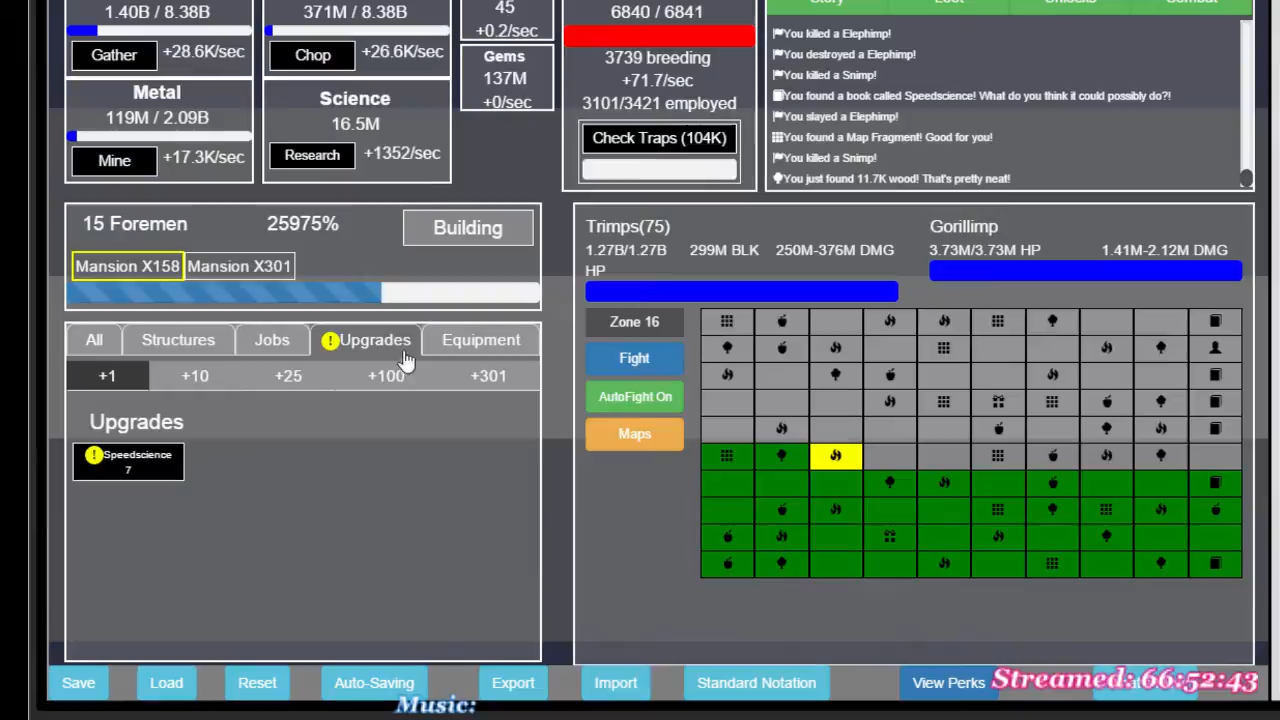 1.40B / 8.38B
Gather
+28.6K/sec
371M / 8.38B
Chop
+26.6K/sec
45
+0.2/sec
Gems
137M
+0/sec
Metal
119M / 2.09B
Mine
+17.3K/sec
Science
16.5M
Research
+1352/sec
6840 / 6841
3739 breeding
+71.7/sec
3101/3421 employed
Check Traps (104K)
Story
Loot
Unlocks
Combat
You killed a Elephimp!
You destroyed a Elephimp!
You killed a Snimp!
You found a book called Speedscience! What do you think it could possibly do?!
You slayed a Elephimp!
You found a Map Fragment! Good for you!
You killed a Snimp!
You just found 11.7K wood! That's pretty neat!
15 Foremen
25975%
Building
Mansion X158
Mansion X301
All
Structures
Jobs
! Upgrades
Equipment
+1
+10
+25
+100
+301
Upgrades
! Speedscience
7
Trimps(75)
1.27B/1.27B HP
299M BLK
250M-376M DMG
Gorillimp
3.73M/3.73M HP
1.41M-2.12M DMG
Zone 16
Fight
AutoFight On
Maps
Save
Load
Reset
Auto-Saving
Export
Import
Standard Notation
View Perks
Streamed: 66:52:43
Music: